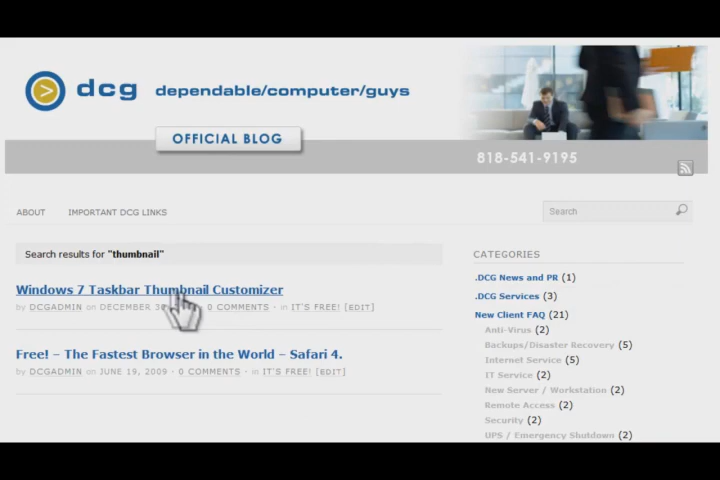 dcg dependable/computer/guys
OFFICIAL BLOG
818-541-9195
ABOUT IMPORTANT DCG LINKS
Search
Search results for "thumbnail"
Windows 7 Taskbar Thumbnail Customizer
by DCGADMIN on DECEMBER 0 COMMENTS · in IT'S FREE! [EDIT]
Free! – The Fastest Browser in the World – Safari 4.
by DCGADMIN on JUNE 19, 2009 · 0 COMMENTS · in IT'S FREE! [EDIT]
CATEGORIES
.DCG News and PR (1)
.DCG Services (3)
New Client FAQ (21)
Anti-Virus (2)
Backups/Disaster Recovery (5)
Internet Service (5)
IT Service (2)
New Server / Workstation (2)
Remote Access (2)
Security (2)
UPS / Emergency Shutdown (2)